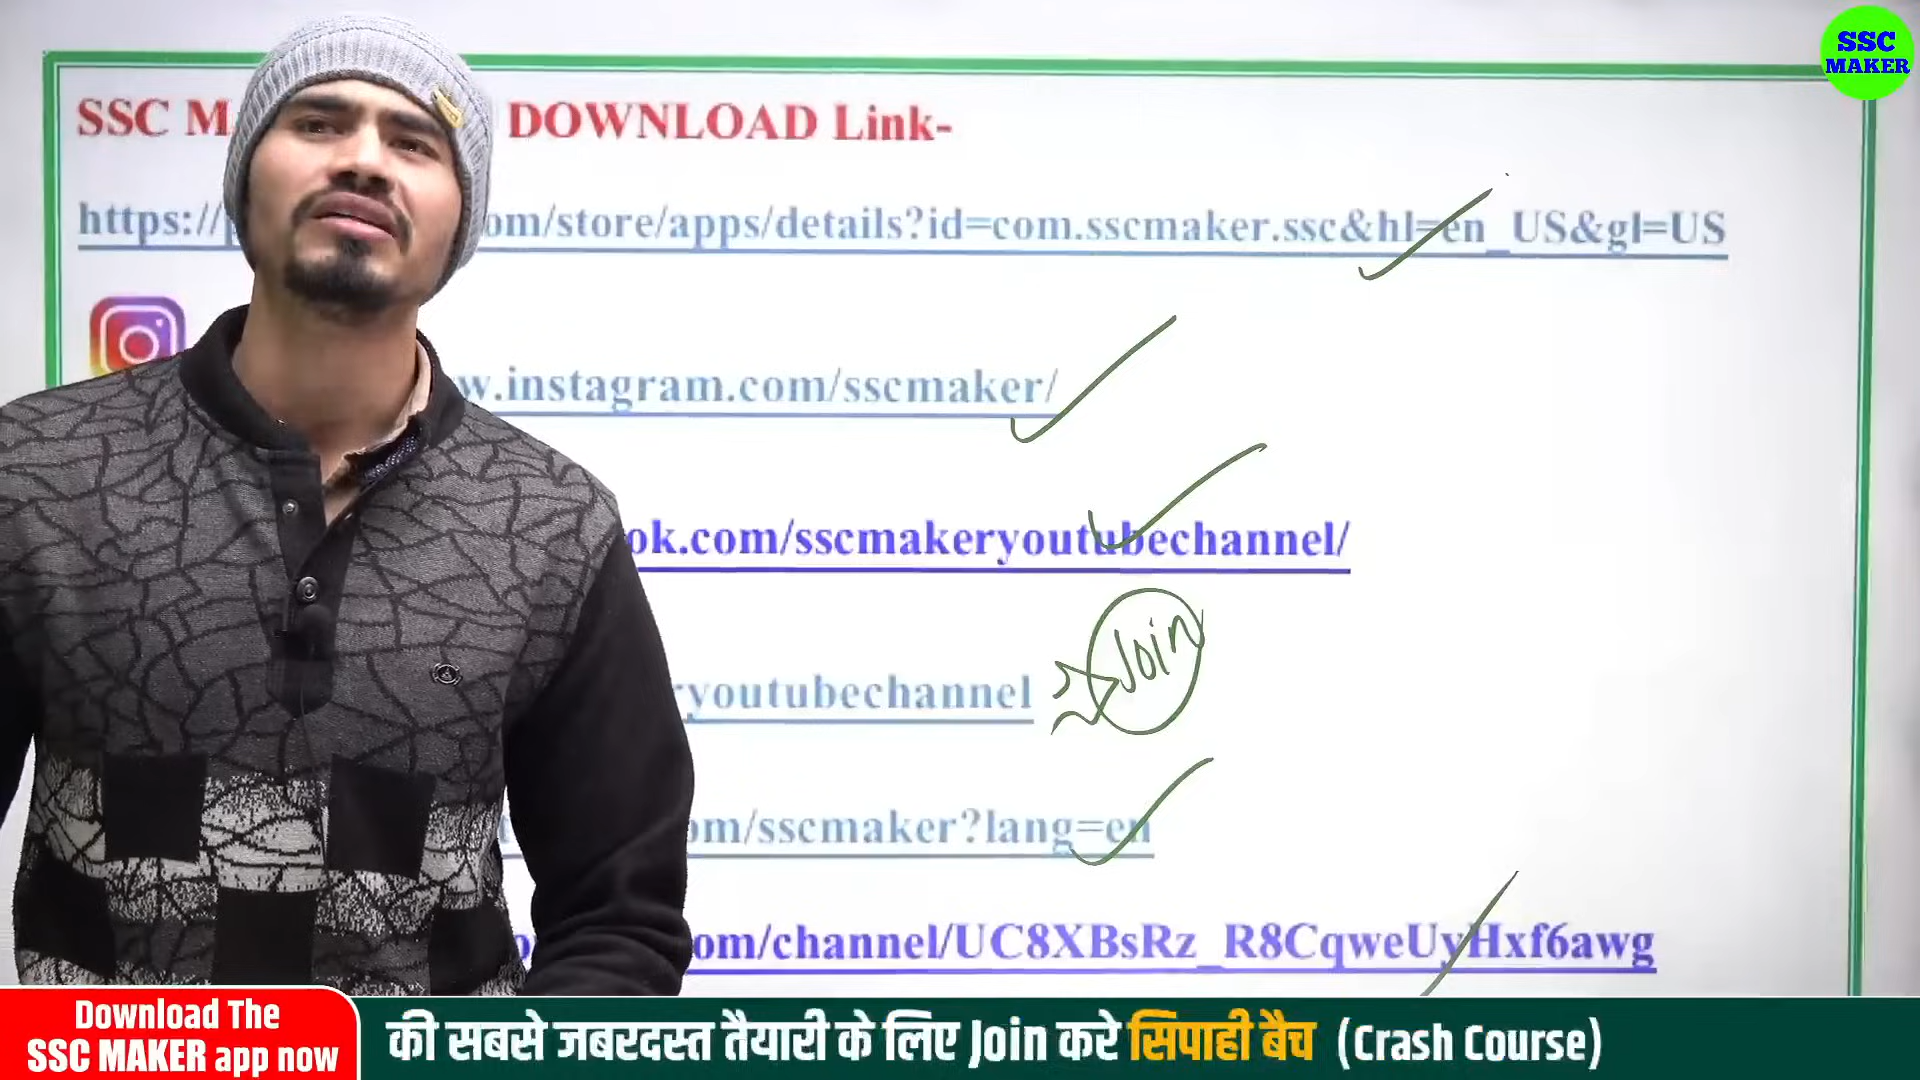 SSC
MAKER
SSC DOWNLOAD Link-
https:// om/store/apps/details?id=com.sscmaker.ssc&hl=en_US&gl=US
w.instagram.com/sscmaker/
ok.com/sscmakeryoutubechannel/
Join
youtubechannel
om/sscmaker?lang=en
om/channel/UC8XBsRz_R8CqweUyHxf6awg
Download The
SSC MAKER app now
की सबसे जबरदस्त तैयारी के लिए Join करे सिपाही बैच (Crash Course)